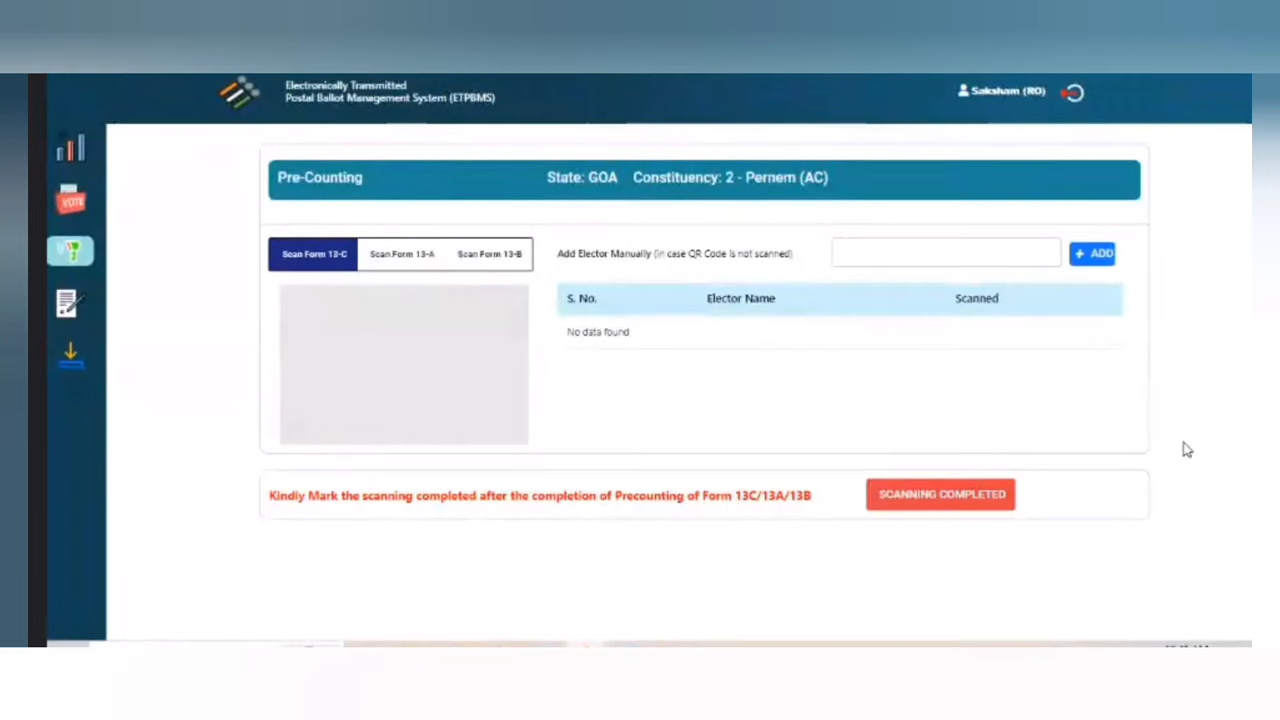 Electronically Transmitted
Postal Ballot Management System (ETPBMS)
Saksham (RO)
VOTE
Pre-Counting State: GOA Constituency: 2 - Pernem (AC)
Scan Form 13-C Scan Form 13-A Scan Form 13-B
Add Elector Manually (in case QR Code is not scanned)
+ ADD
S. No. Elector Name Scanned
No data found
Kindly Mark the scanning completed after the completion of Precounting of Form 13C/13A/13B
SCANNING COMPLETED